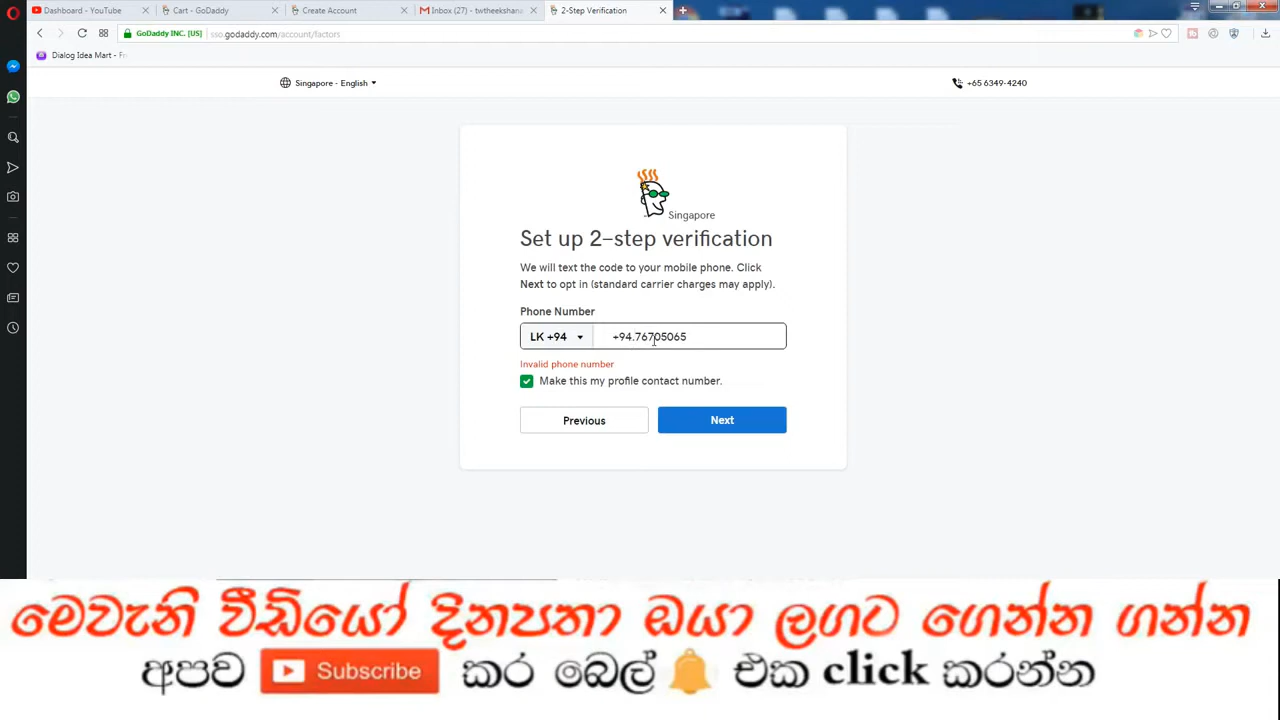 Dashboard - YouTube
Cart - GoDaddy
Create Account
Inbox (27) - twtheekshana
2-Step Verification
GoDaddy INC. [US]
sso.godaddy.com/account/factors
Dialog Idea Mart - Fr
Singapore - English
+65 6349-4240
Singapore
Set up 2-step verification
We will text the code to your mobile phone. Click
Next to opt in (standard carrier charges may apply).
Phone Number
LK +94
+94.76705065
Invalid phone number
Make this my profile contact number.
Previous
Next
මෙවැනි වීඩියෝ දිනපතා ඔයා ලගට ගෙන්න ගන්න
අපව Subscribe කර බෙල් එක click කරන්න